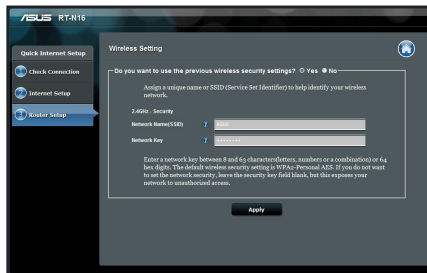 ASUS RT-N16
Quick Internet Setup
Check Connection
Internet Setup
Router Setup
Wireless Setting
Do you want to use the previous wireless security settings? Yes No
Assign a unique name or SSID (Service Set Identifier) to help identify your wireless
network.
2.4GHz - Security
Network Name(SSID)
Network Key
Enter a network key between 8 and 63 characters(letters, numbers or a combination) or 64
hex digits. The default wireless security setting is WPA2-Personal AES. If you do not want
to set the network security, leave the security key field blank, but this exposes your
network to unauthorized access.
Apply